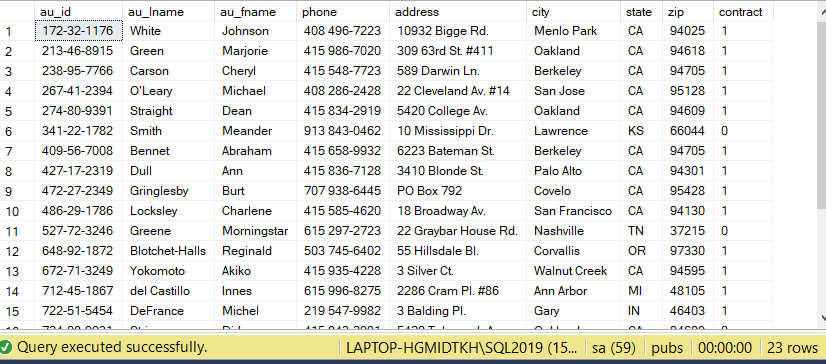 au_id au_lname au_fname phone address city state zip contract
1 172-32-1176 White Johnson 408 496-7223 10932 Bigge Rd. Menlo Park CA 94025 1
2 213-46-8915 Green Marjorie 415 986-7020 309 63rd St. #411 Oakland CA 94618 1
3 238-95-7766 Carson Cheryl 415 548-7723 589 Darwin Ln. Berkeley CA 94705 1
4 267-41-2394 O'Leary Michael 408 286-2428 22 Cleveland Av. #14 San Jose CA 95128 1
5 274-80-9391 Straight Dean 415 834-2919 5420 College Av. Oakland CA 94609 1
6 341-22-1782 Smith Meander 913 843-0462 10 Mississippi Dr. Lawrence KS 66044 0
7 409-56-7008 Bennet Abraham 415 658-9932 6223 Bateman St. Berkeley CA 94705 1
8 427-17-2319 Dull Ann 415 836-7128 3410 Blonde St. Palo Alto CA 94301 1
9 472-27-2349 Gringlesby Burt 707 938-6445 PO Box 792 Covelo CA 95428 1
10 486-29-1786 Locksley Charlene 415 585-4620 18 Broadway Av. San Francisco CA 94130 1
11 527-72-3246 Greene Morningstar 615 297-2723 22 Graybar House Rd. Nashville TN 37215 0
12 648-92-1872 Blotchet-Halls Reginald 503 745-6402 55 Hillsdale Bl. Corvallis OR 97330 1
13 672-71-3249 Yokomoto Akiko 415 935-4228 3 Silver Ct. Walnut Creek CA 94595 1
14 712-45-1867 del Castillo Innes 615 996-8275 2286 Cram Pl. #86 Ann Arbor MI 48105 1
15 722-51-5454 DeFrance Michel 219 547-9982 3 Balding Pl. Gary IN 46403 1
Query executed successfully. LAPTOP-HGMIDTKH\SQL2019 (15... sa (59) pubs 00:00:00 23 rows